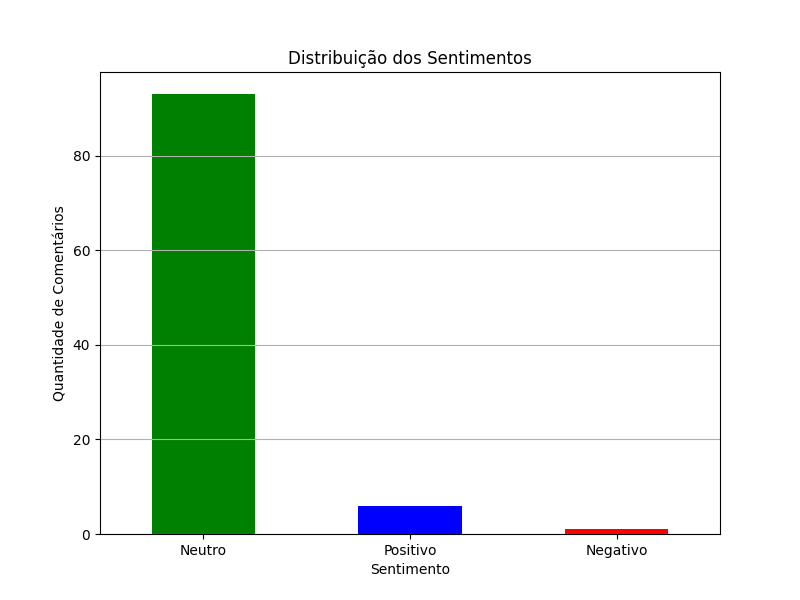 Distribuição dos Sentimentos
Quantidade de Comentários
80
60
40
20
0
Neutro
Positivo
Negativo
Sentimento